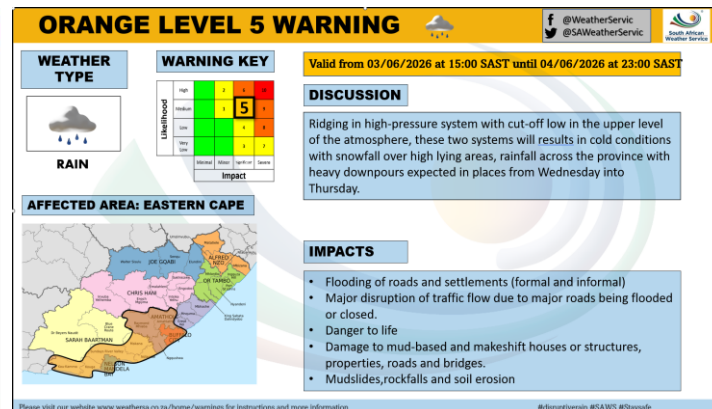 ORANGE LEVEL 5 WARNING
@WeatherServic
@SAWeatherServic
South African
Weather Service
WEATHER
TYPE
RAIN
WARNING KEY
Likelihood
High
Medium
Low
Very
Low
5
Minimal
Minor
Significant
Severe
Impact
Valid from 03/06/2026 at 15:00 SAST until 04/06/2026 at 23:00 SAST
DISCUSSION
Ridging in high-pressure system with cut-off low in the upper level
of the atmosphere, these two systems will results in cold conditions
with snowfall over high lying areas, rainfall across the province with
heavy downpours expected in places from Wednesday into
Thursday.
AFFECTED AREA: EASTERN CAPE
JOE GQABI
ALFRED
NZO
OR TAMBO
CHRIS HANI
AMATHOLE
BUFFALO
CITY
SARAH BAARTMAN
NELSON
MANDELA
BAY
IMPACTS
• Flooding of roads and settlements (formal and informal)
• Major disruption of traffic flow due to major roads being flooded
or closed.
• Danger to life
• Damage to mud-based and makeshift houses or structures,
properties, roads and bridges.
• Mudslides,rockfalls and soil erosion
Please visit our website www.weathersa.co.za/home/warnings for instructions and more information
#disruptiverain #SAWS #Staysafe